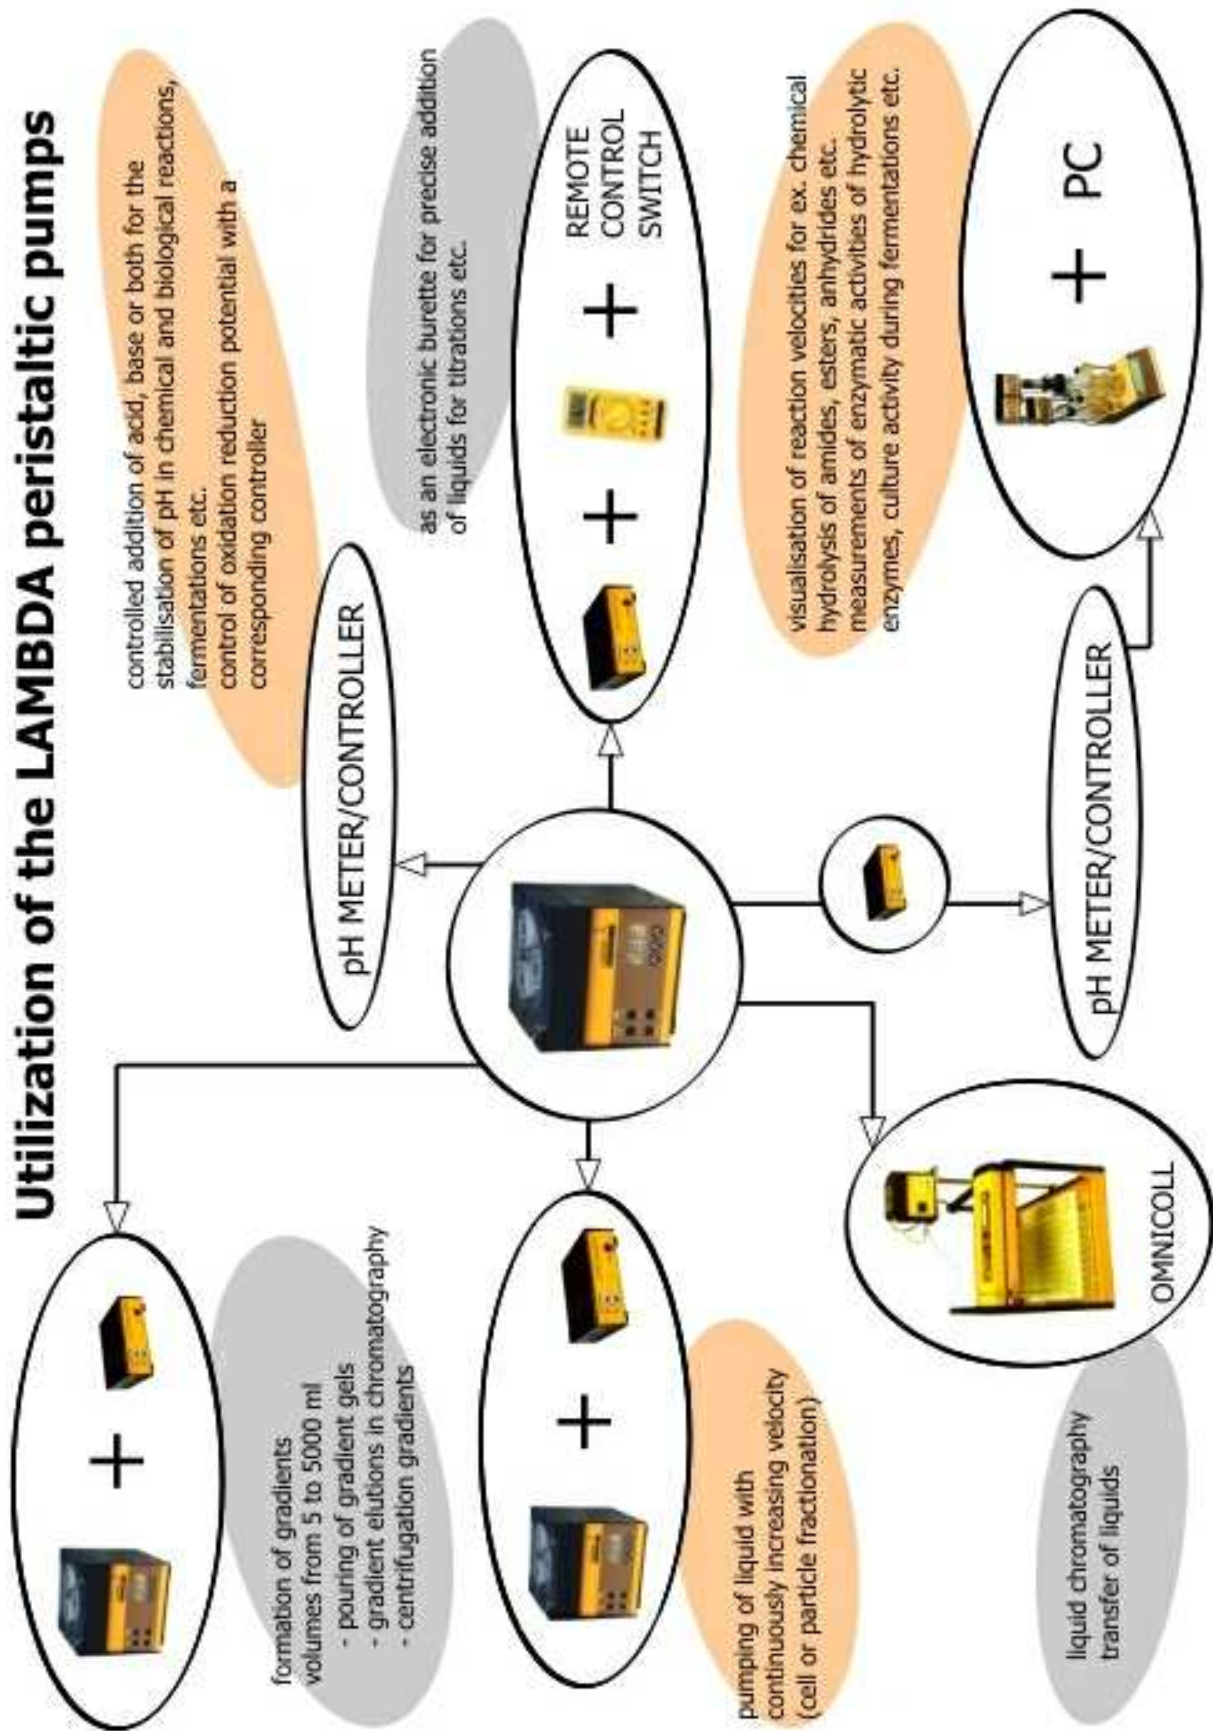 Utilization of the LAMBDA peristaltic pumps
controlled addition of acid, base or both for the
stabilisation of pH in chemical and biological reactions,
fermentations etc.
control of oxidation reduction potential with a
corresponding controller
pH METER/CONTROLLER
as an electronic burette for precise addition
of liquids for titrations etc.
REMOTE
CONTROL
SWITCH
+
+
+
formation of gradients
volumes from 5 to 5000 ml
- pouring of gradient gels
- gradient elutions in chromatography
- centrifugation gradients
+
pumping of liquid with
continuously increasing velocity
(cell or particle fractionation)
visualisation of reaction velocities for ex. chemical
hydrolysis of amides, esters, anhydrides etc.
measurements of enzymatic activities of hydrolytic
enzymes, culture activity during fermentations etc.
+ PC
pH METER/CONTROLLER
OMNICOLL
liquid chromatography
transfer of liquids